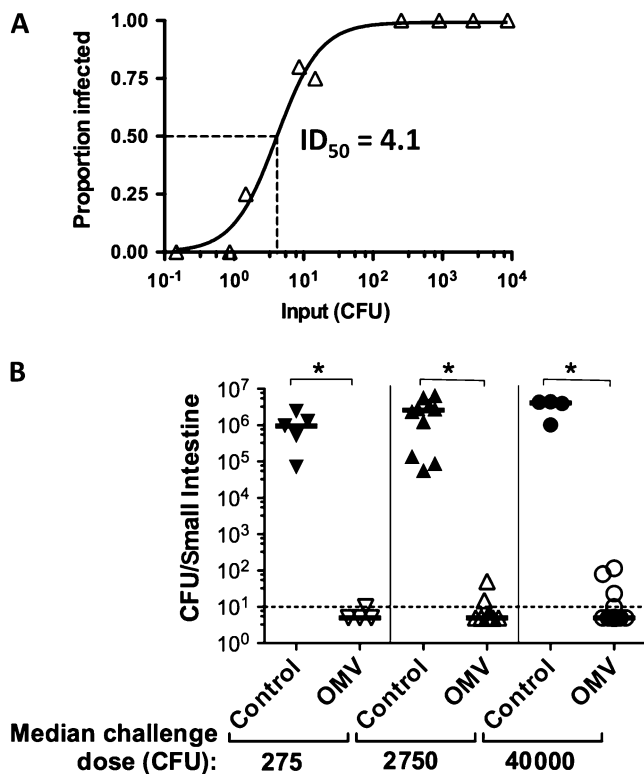 A
Proportion infected
1.00
0.75
0.50
0.25
0.00
ID50 = 4.1
10-1 100 101 102 103 104
Input (CFU)
B
* * *
CFU/Small Intestine
107
106
105
104
103
102
101
100
Control OMV Control OMV Control OMV
Median challenge
dose (CFU): 275 2750 40000